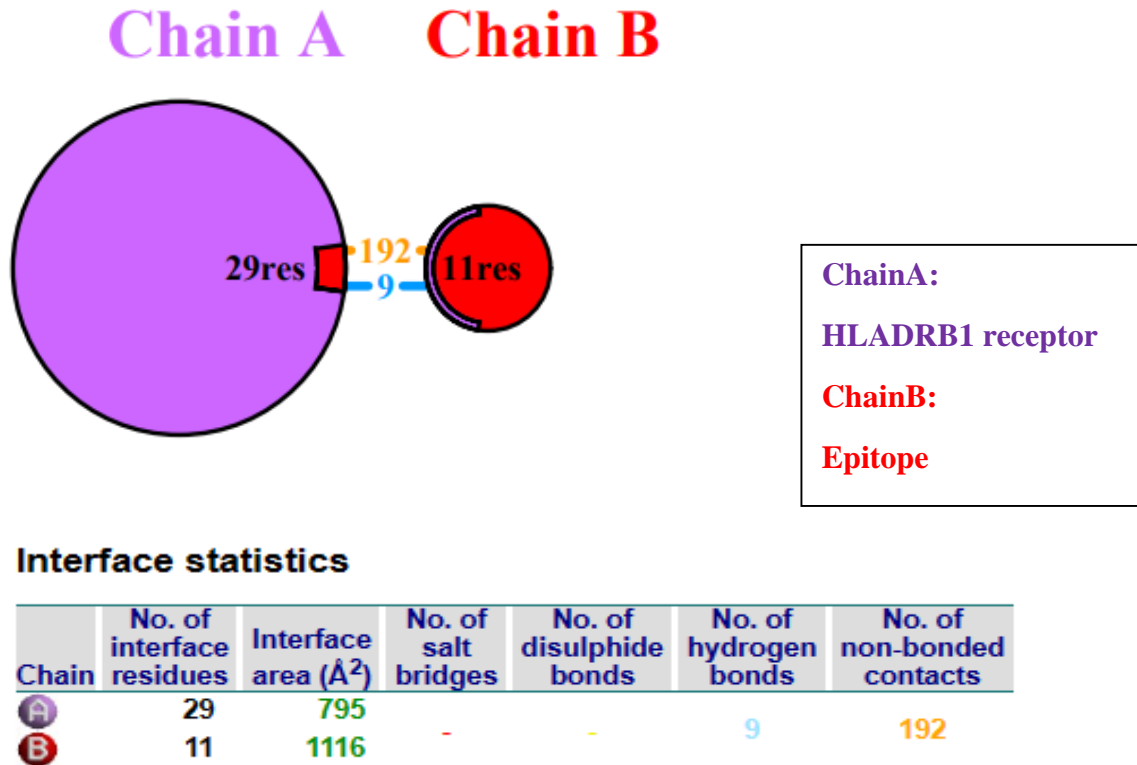 Chain A Chain B
29res 192 11res
9
ChainA:
HLADRB1 receptor
ChainB:
Epitope
Interface statistics
Chain No. of interface residues Interface area (Å²) No. of salt bridges No. of disulphide bonds No. of hydrogen bonds No. of non-bonded contacts
A 29 795 - - 9 192
B 11 1116